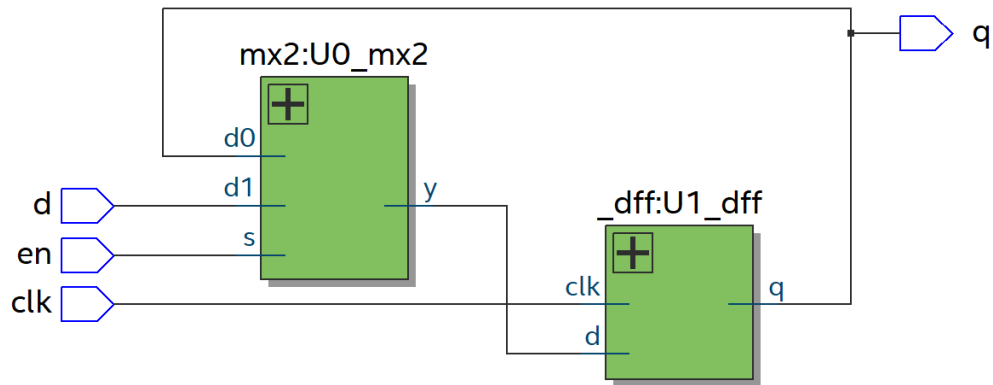 q
mx2:U0_mx2
d0
d
d1
y
_dff:U1_dff
en
s
clk
clk
q
d